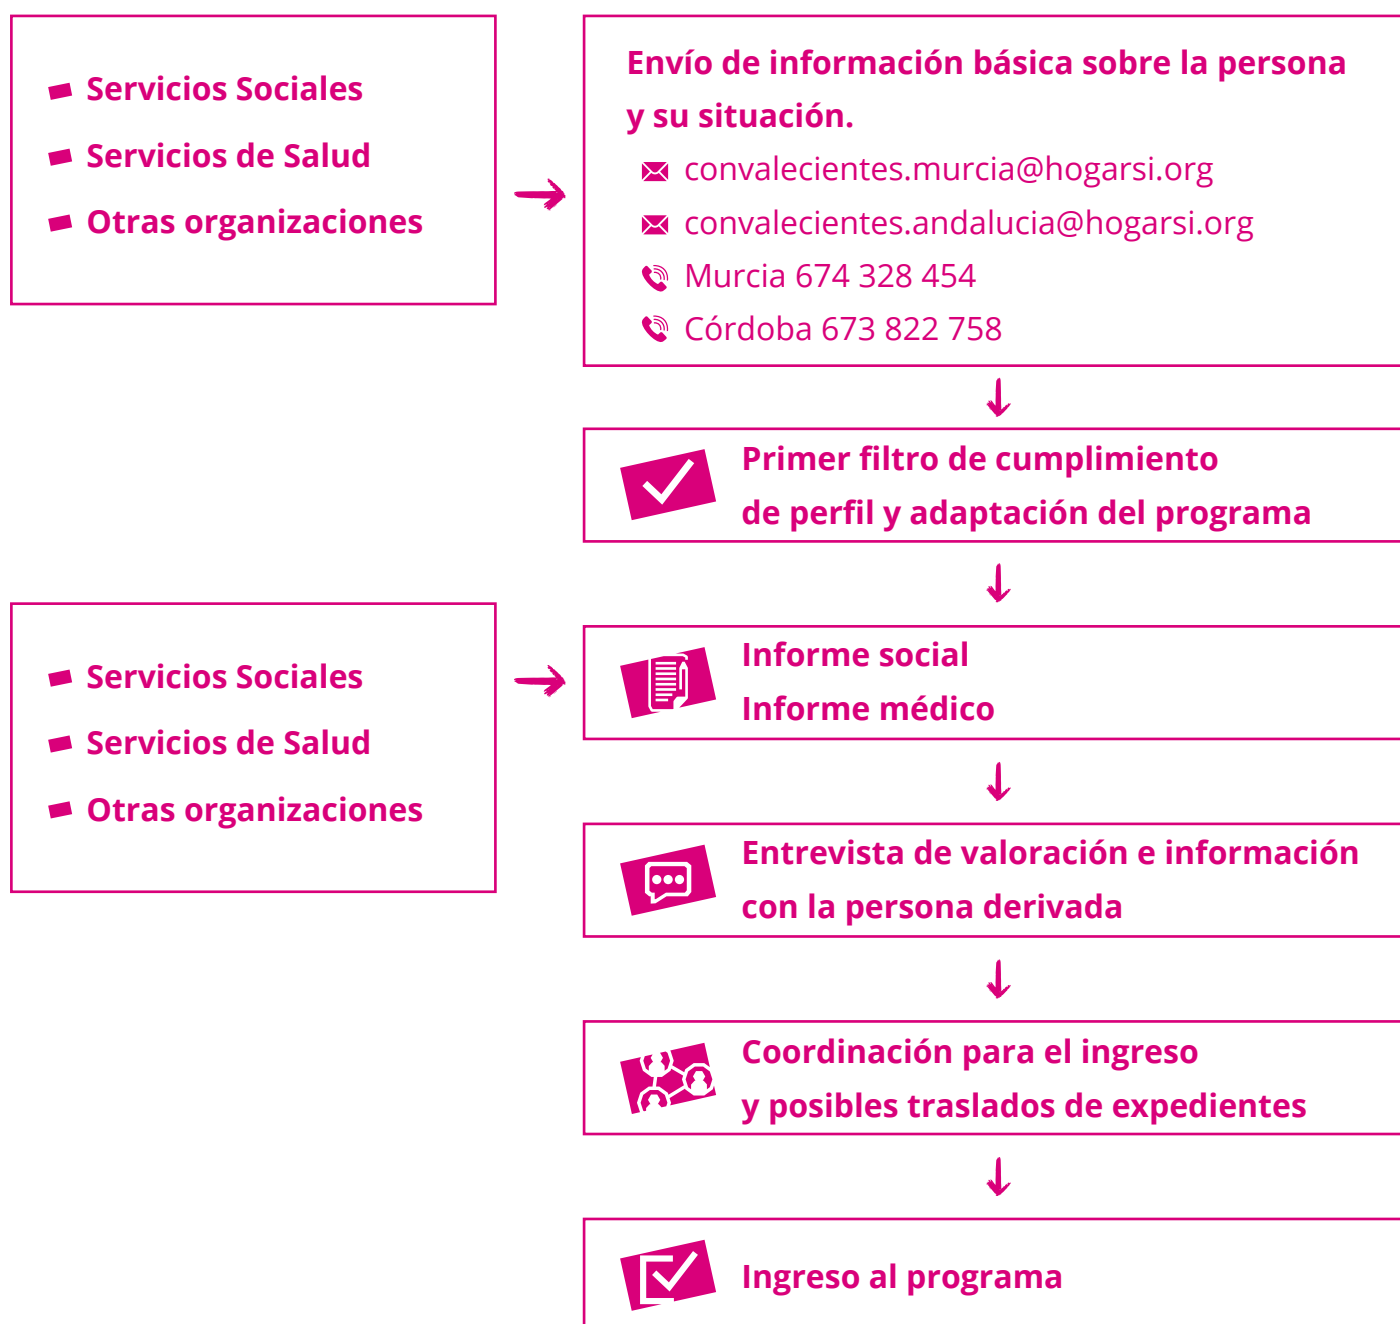 Servicios Sociales
Servicios de Salud
Otras organizaciones
Envío de información básica sobre la persona
y su situación.
convalecientes.murcia@hogarsi.org
convalecientes.andalucia@hogarsi.org
Murcia 674 328 454
Córdoba 673 822 758
Primer filtro de cumplimiento
de perfil y adaptación del programa
Servicios Sociales
Servicios de Salud
Otras organizaciones
Informe social
Informe médico
Entrevista de valoración e información
con la persona derivada
Coordinación para el ingreso
y posibles traslados de expedientes
Ingreso al programa